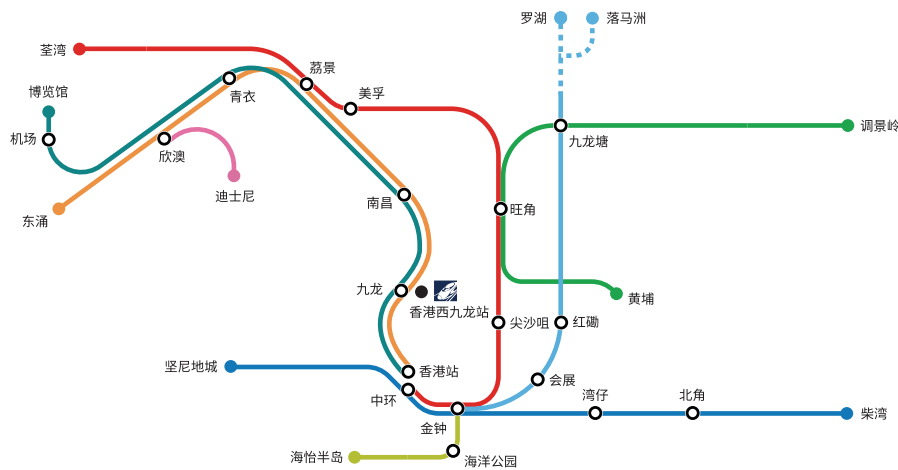 罗湖
落马洲
荃湾
荔景
博览馆
青衣
美孚
机场
欣澳
九龙塘
调景岭
迪士尼
东涌
南昌
旺角
九龙
香港西九龙站
黄埔
尖沙咀
红磡
坚尼地城
香港站
中环
会展
湾仔
北角
金钟
柴湾
海怡半岛
海洋公园